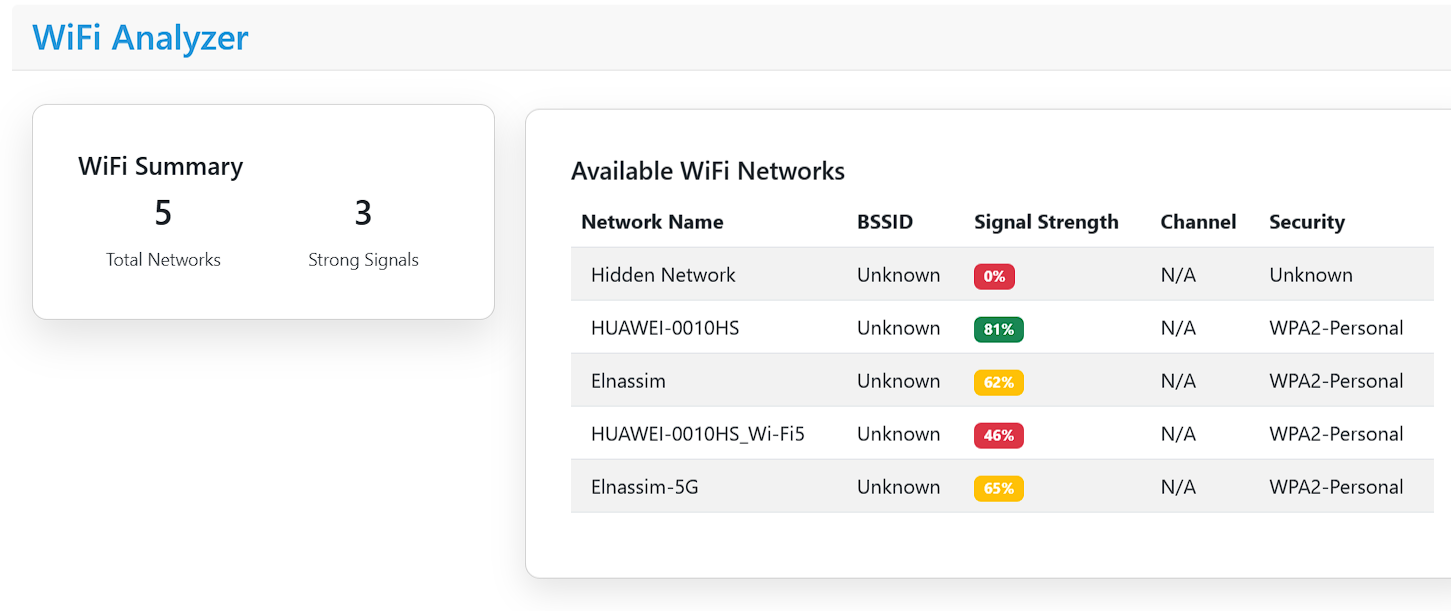 WiFi Analyzer
WiFi Summary
5 3
Total Networks Strong Signals
Available WiFi Networks
Network Name BSSID Signal Strength Channel Security
Hidden Network Unknown 0% N/A Unknown
HUAWEI-0010HS Unknown 81% N/A WPA2-Personal
Elnassim Unknown 62% N/A WPA2-Personal
HUAWEI-0010HS_Wi-Fi5 Unknown 46% N/A WPA2-Personal
Elnassim-5G Unknown 65% N/A WPA2-Personal